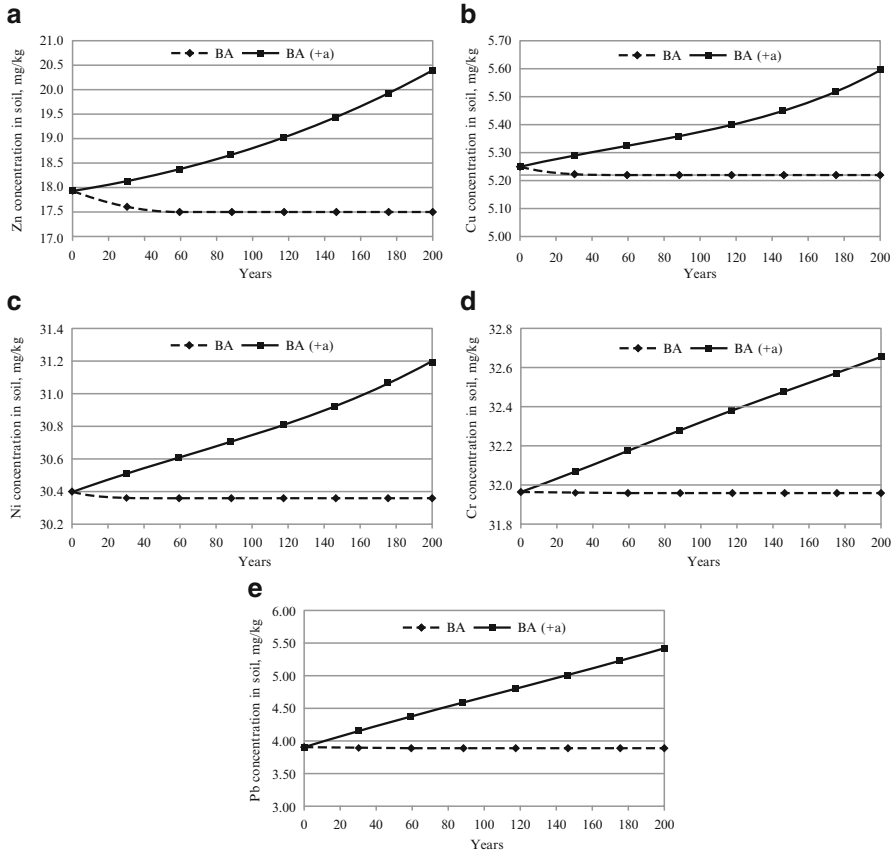 a
BA BA (+a)
Zn concentration in soil, mg/kg
21.0
20.5
20.0
19.5
19.0
18.5
18.0
17.5
17.0
0 20 40 60 80 100 120 140 160 180 200
Years
b
BA BA (+a)
Cu concentration in soil, mg/kg
5.70
5.60
5.50
5.40
5.30
5.20
5.10
5.00
0 20 40 60 80 100 120 140 160 180 200
Years
c
BA BA (+a)
Ni concentration in soil, mg/kg
31.4
31.2
31.0
30.8
30.6
30.4
30.2
0 20 40 60 80 100 120 140 160 180 200
Years
d
BA BA (+a)
Cr concentration in soil, mg/kg
32.8
32.6
32.4
32.2
32.0
31.8
0 20 40 60 80 100 120 140 160 180 200
Years
e
BA BA (+a)
Pb concentration in soil, mg/kg
6.00
5.50
5.00
4.50
4.00
3.50
3.00
0 20 40 60 80 100 120 140 160 180 200
Years